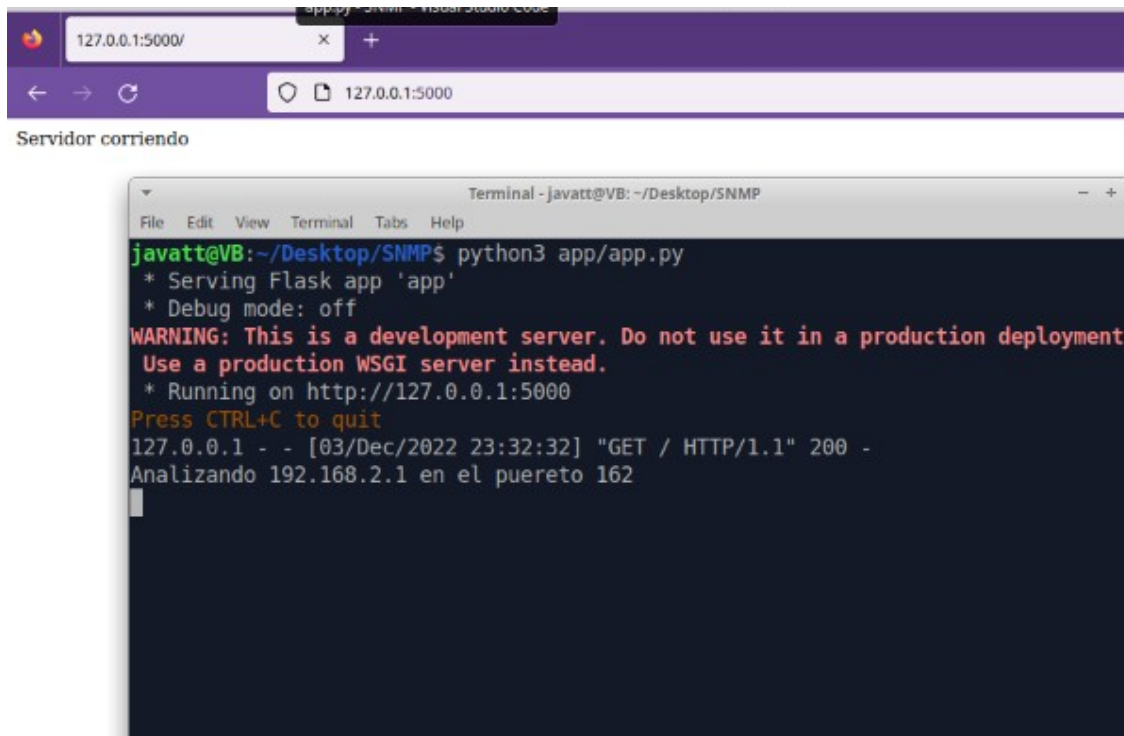 app.py - SNMP - Visual Studio Code
127.0.0.1:5000/
127.0.0.1:5000
Servidor corriendo
Terminal - javatt@VB: ~/Desktop/SNMP
File Edit View Terminal Tabs Help
javatt@VB:~/Desktop/SNMP$ python3 app/app.py
* Serving Flask app 'app'
* Debug mode: off
WARNING: This is a development server. Do not use it in a production deployment
Use a production WSGI server instead.
* Running on http://127.0.0.1:5000
Press CTRL+C to quit
127.0.0.1 - - [03/Dec/2022 23:32:32] "GET / HTTP/1.1" 200 -
Analizando 192.168.2.1 en el puereto 162